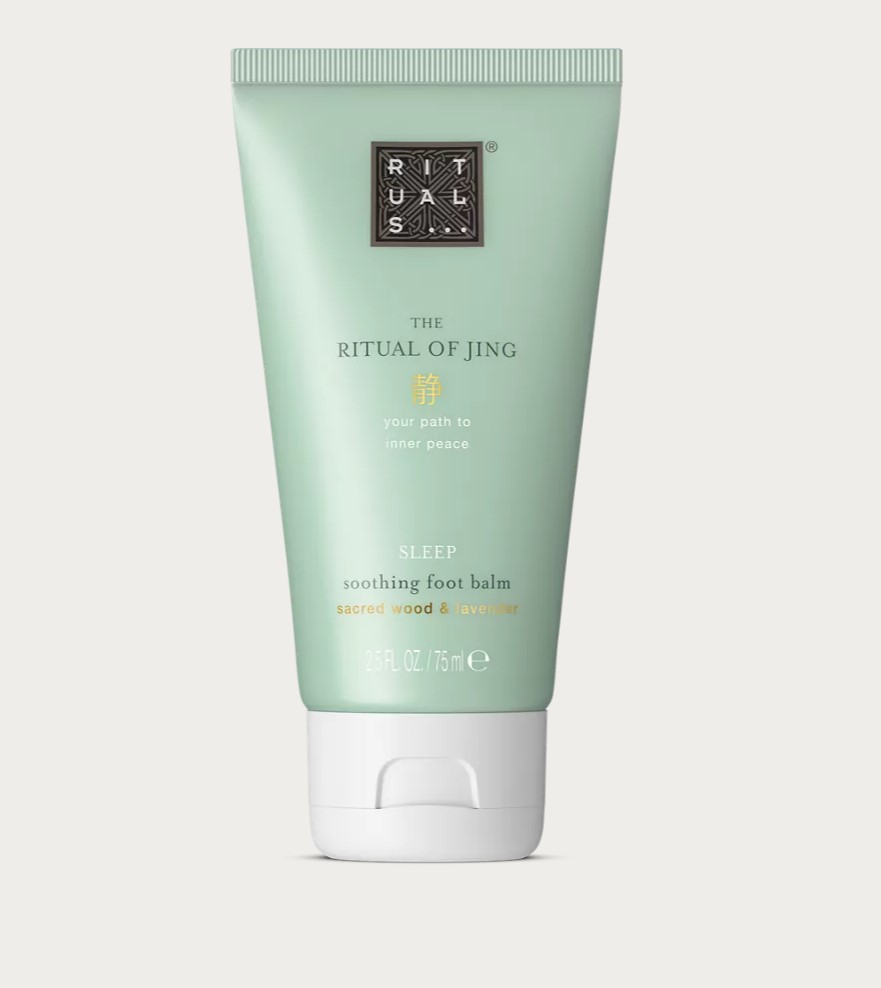 RIT
UAL
S...
®
THE
RITUAL OF JING
静
your path to
inner peace
SLEEP
soothing foot balm
sacred wood & lavender
2.5 FL. OZ. / 75 ml ℮